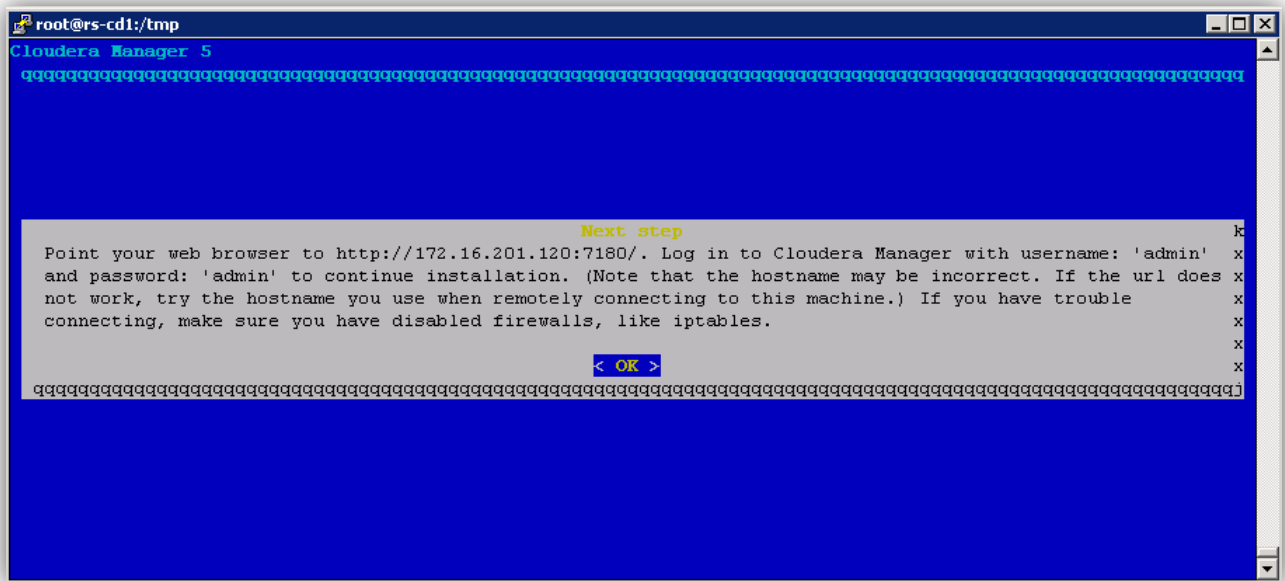 root@rs-cd1:/tmp
Cloudera Manager 5
qqqqqqqqqqqqqqqqqqqqqqqqqqqqqqqqqqqqqqqqqqqqqqqqqqqqqqqqqqqqqqqqqqqqqqqqqqqqqqqqqqqqqqqqqqqqqqqqqqqqqqqqqqqqq
Next step k
Point your web browser to http://172.16.201.120:7180/. Log in to Cloudera Manager with username: 'admin' x
and password: 'admin' to continue installation. (Note that the hostname may be incorrect. If the url does x
not work, try the hostname you use when remotely connecting to this machine.) If you have trouble x
connecting, make sure you have disabled firewalls, like iptables. x
x
< OK > x
qqqqqqqqqqqqqqqqqqqqqqqqqqqqqqqqqqqqqqqqqqqqqqqqqqqqqqqqqqqqqqqqqqqqqqqqqqqqqqqqqqqqqqqqqqqqqqqqqqqqqqqqqqqj